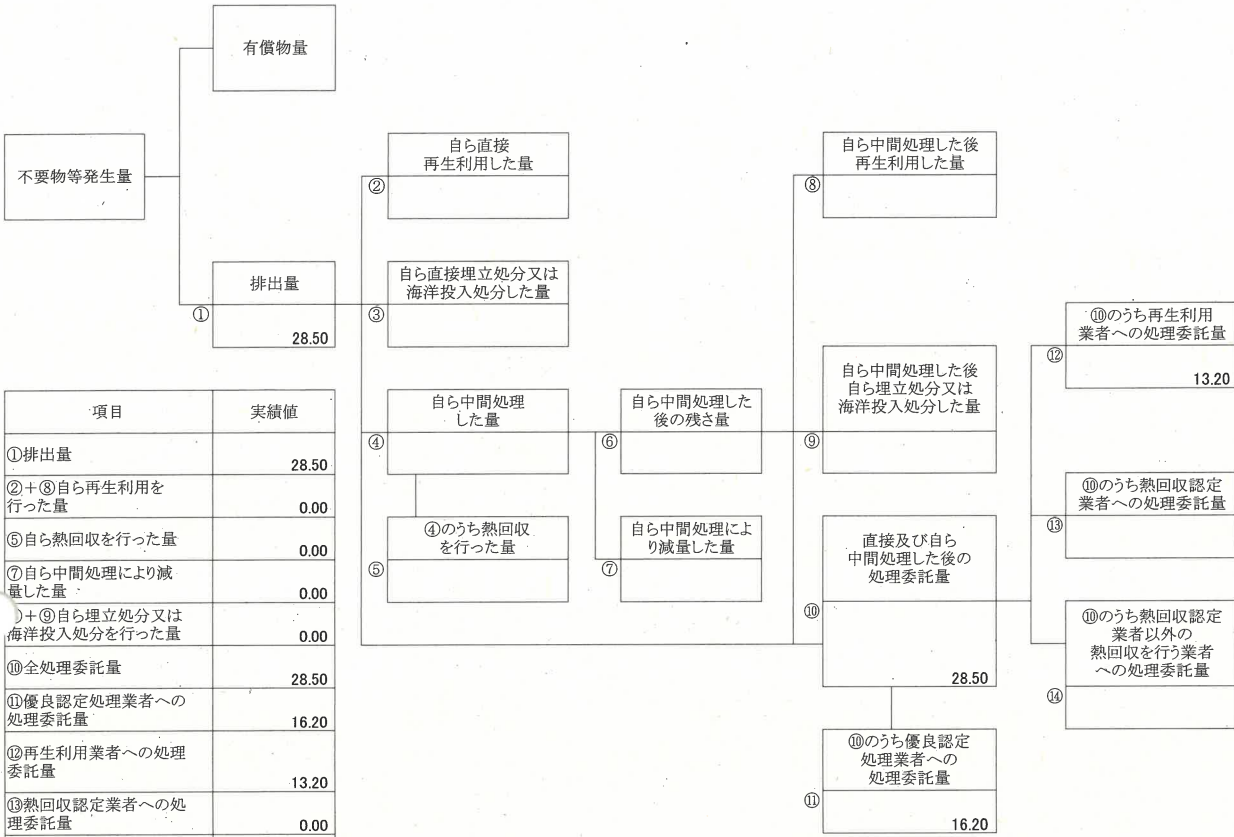 有償物量
不要物等発生量
排出量
①
28.50
自ら直接
再生利用した量
②
自ら直接埋立処分又は
海洋投入処分した量
③
自ら中間処理
した量
④
④のうち熱回収
を行った量
⑤
自ら中間処理した
後の残さ量
⑥
自ら中間処理によ
り減量した量
⑦
自ら中間処理した後
再生利用した量
⑧
自ら中間処理した後
自ら埋立処分又は
海洋投入処分した量
⑨
直接及び自ら
中間処理した後の
処理委託量
⑩
28.50
⑩のうち優良認定
処理業者への
処理委託量
⑪
16.20
⑩のうち再生利用
業者への処理委託量
⑫
13.20
⑩のうち熱回収認定
業者への処理委託量
⑬
⑩のうち熱回収認定
業者以外の
熱回収を行う業者
への処理委託量
⑭
項目 実績値
①排出量 28.50
②+⑧自ら再生利用を
行った量 0.00
⑤自ら熱回収を行った量 0.00
⑦自ら中間処理により減
量した量 0.00
+⑨自ら埋立処分又は
海洋投入処分を行った量 0.00
⑩全処理委託量 28.50
⑪優良認定処理業者への
処理委託量 16.20
⑫再生利用業者への処理
委託量 13.20
⑬熱回収認定業者への処
理委託量 0.00